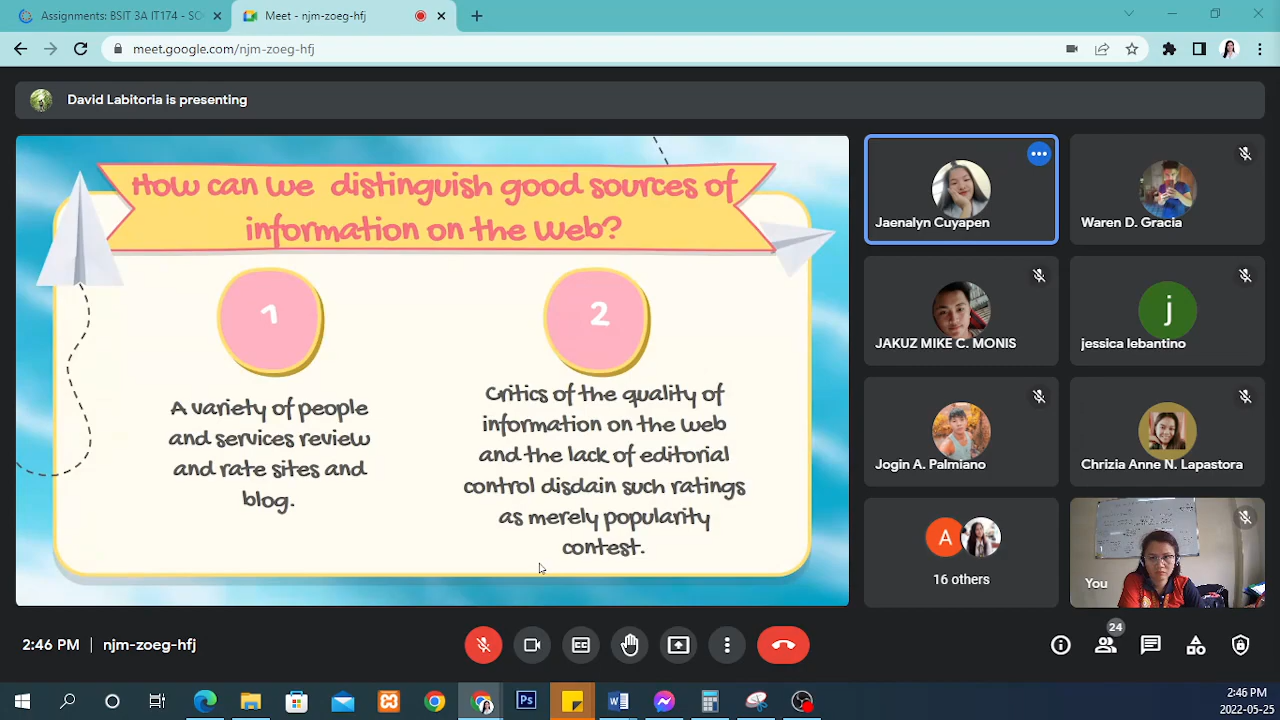 Assignments: BSIT 3A IT174 - SO
Meet - njm-zoeg-hfj
meet.google.com/njm-zoeg-hfj
David Labitoria is presenting
How can we distinguish good sources of
information on the Web?
1
2
A variety of people
and services review
and rate sites and
blog.
Critics of the quality of
information on the web
and the lack of editorial
control disdain such ratings
as merely popularity
contest.
Jaenalyn Cuyapen
Waren D. Gracia
JAKUZ MIKE C. MONIS
j
jessica lebantino
Jogin A. Palmiano
Chrizia Anne N. Lapastora
A
16 others
You
2:46 PM | njm-zoeg-hfj
24
Ps
2:46 PM
2022-05-25